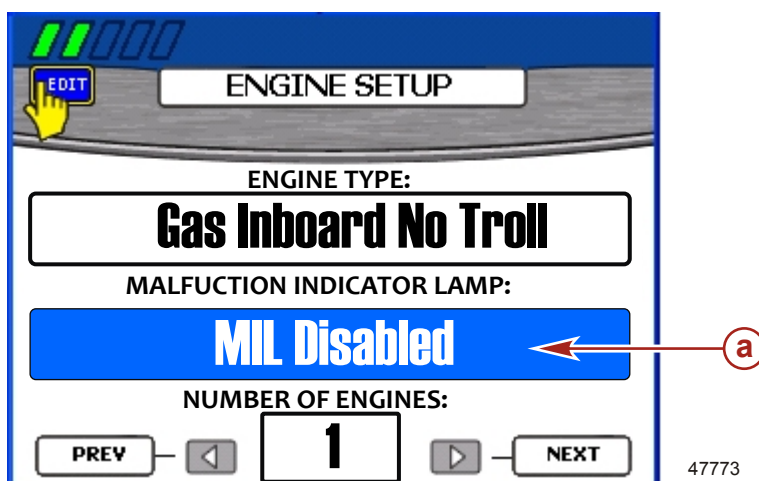 EDIT
ENGINE SETUP
ENGINE TYPE:
Gas Inboard No Troll
MALFUCTION INDICATOR LAMP:
MIL Disabled
a
NUMBER OF ENGINES:
PREV 1 NEXT
47773